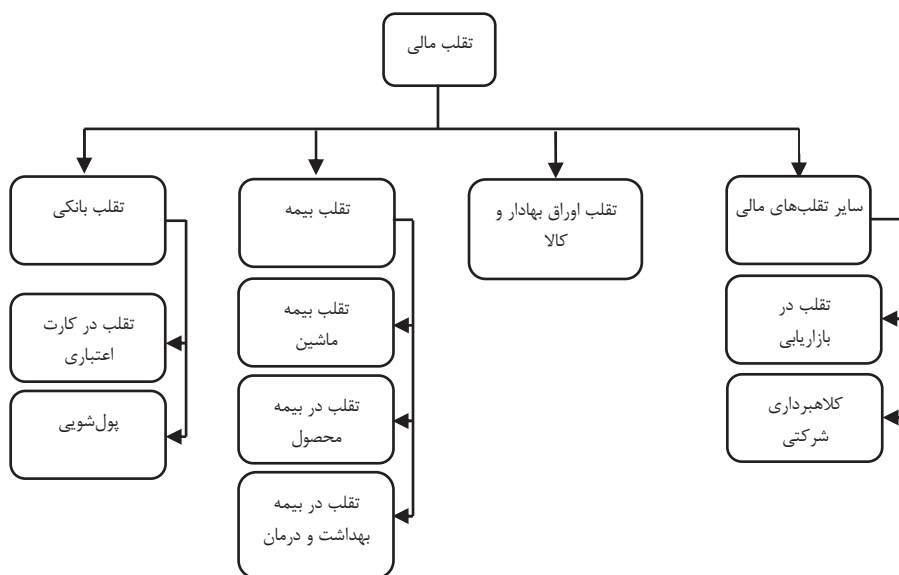 تقلب مالی
سایر تقلب‌های مالی
تقلب اوراق بهادار و
کالا
تقلب بیمه
تقلب بانکی
تقلب در
بازاریابی
کلاهبرداری
شرکتی
تقلب بیمه
ماشین
تقلب در بیمه
محصول
تقلب در بیمه
بهداشت و درمان
تقلب در کارت
اعتباری
پول‌شویی